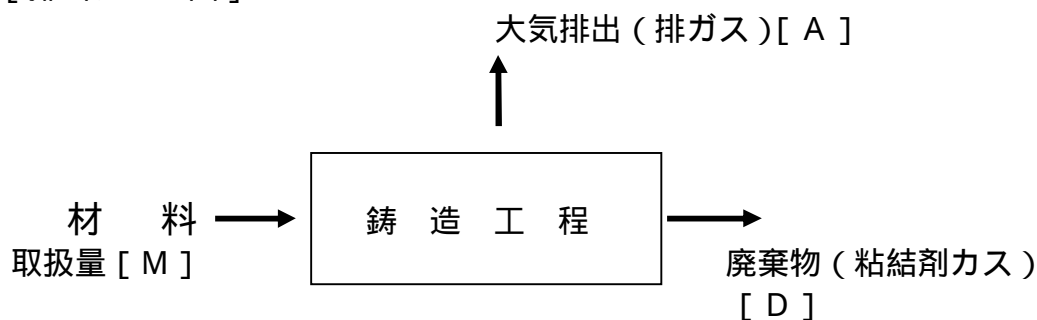 大気排出(排ガス)[ A ]
材 料
鋳 造 工 程
取扱量[ M ]
廃棄物(粘結剤カス)
[ D ]